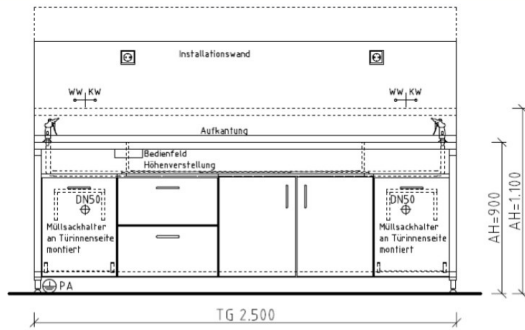 Installationswand
WW KW
WW KW
Aufkantung
Bedienfeld
Höhenverstellung
DN50
Müllsackhalter
an Türinnenseite
montiert
DN50
Müllsackhalter
an Türinnenseite
montiert
PA
AH=900
AH=1.100
TG 2.500